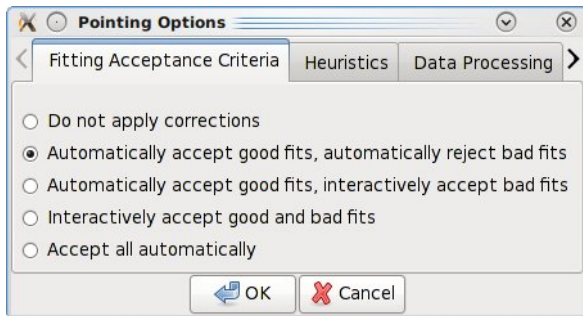 Pointing Options
Fitting Acceptance Criteria Heuristics Data Processing
Do not apply corrections
Automatically accept good fits, automatically reject bad fits
Automatically accept good fits, interactively accept bad fits
Interactively accept good and bad fits
Accept all automatically
OK Cancel